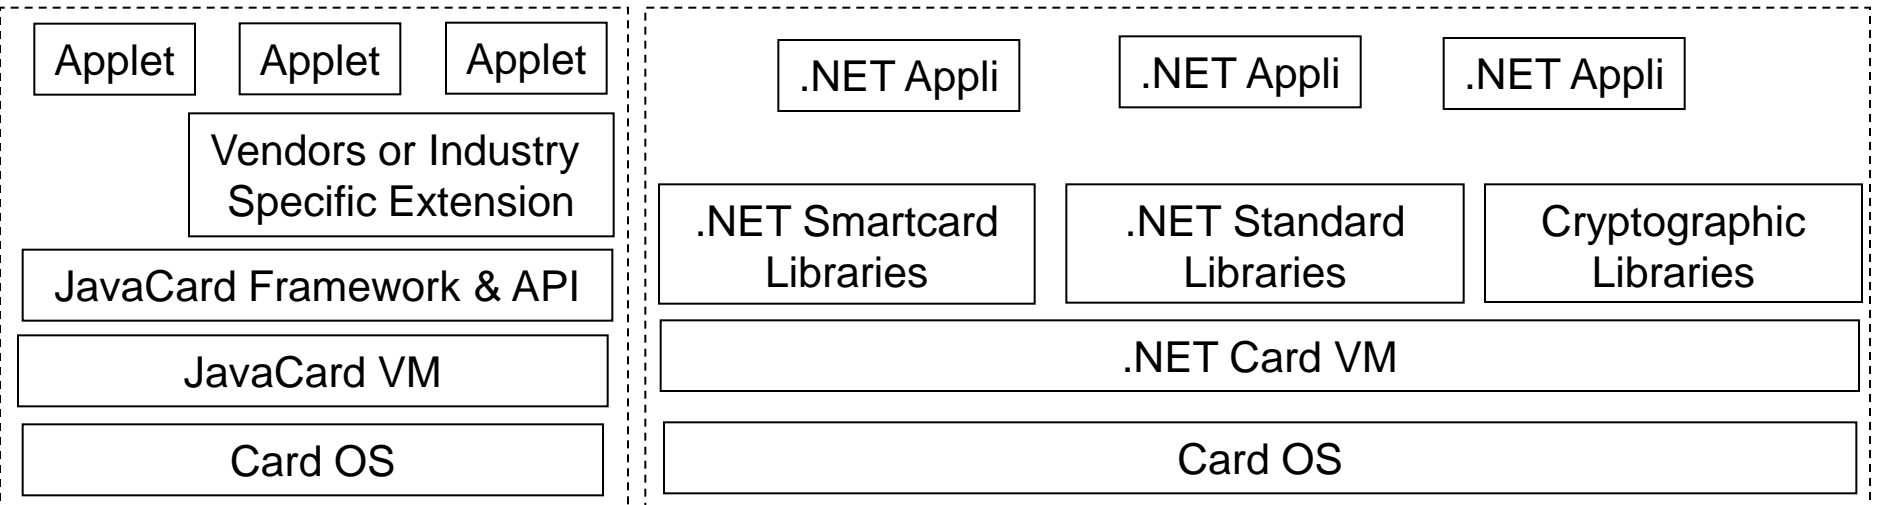 Applet
Applet
Applet
Vendors or Industry
Specific Extension
JavaCard Framework & API
JavaCard VM
Card OS
.NET Appli
.NET Appli
.NET Appli
.NET Smartcard
Libraries
.NET Standard
Libraries
Cryptographic
Libraries
.NET Card VM
Card OS